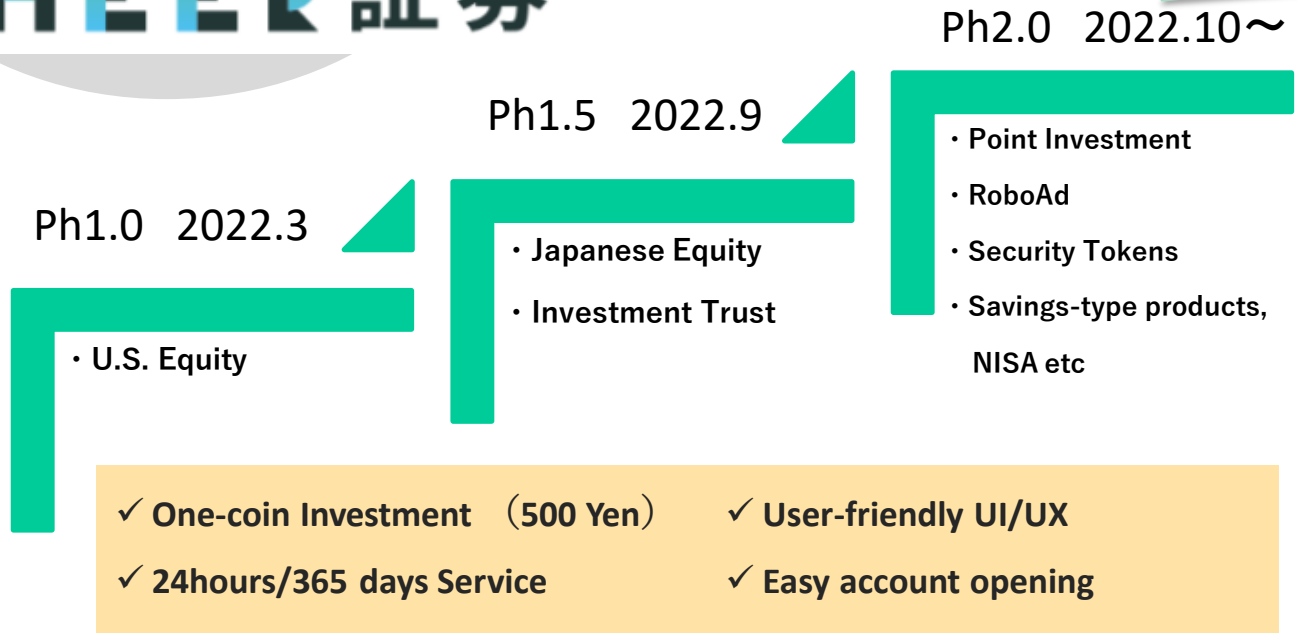 証券
Ph1.0 2022.3
・U.S. Equity
Ph1.5 2022.9
・Japanese Equity
・Investment Trust
Ph2.0 2022.10～
・Point Investment
・RoboAd
・Security Tokens
・Savings-type products,
NISA etc
✓ One-coin Investment （500 Yen）
✓ 24hours/365 days Service
✓ User-friendly UI/UX
✓ Easy account opening